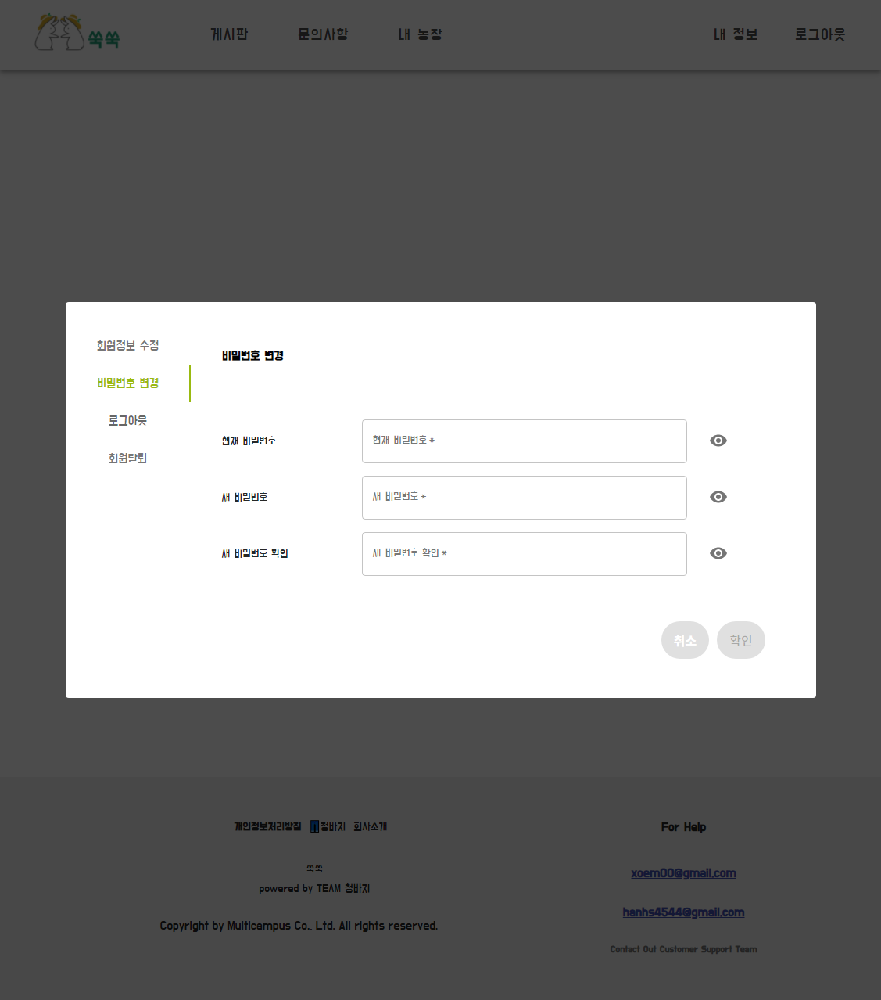 쑥쑥 게시판 문의사항 내 농장 내 정보 로그아웃
회원정보 수정
비밀번호 변경
로그아웃
회원탈퇴
비밀번호 변경
현재 비밀번호 현재 비밀번호 *
새 비밀번호 새 비밀번호 *
새 비밀번호 확인 새 비밀번호 확인 *
취소 확인
개인정보처리방침 👖청바지 회사소개
쑥쑥
powered by TEAM 청바지
Copyright by Multicampus Co., Ltd. All rights reserved.
For Help
xoem00@gmail.com
hanhs4544@gmail.com
Contact Out Customer Support Team